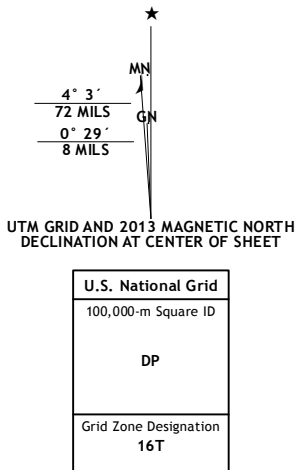 ★
MN
4° 3´
72 MILS
GN
0° 29´
8 MILS
UTM GRID AND 2013 MAGNETIC NORTH
DECLINATION AT CENTER OF SHEET
U.S. National Grid
100,000-m Square ID
DP
Grid Zone Designation
16T